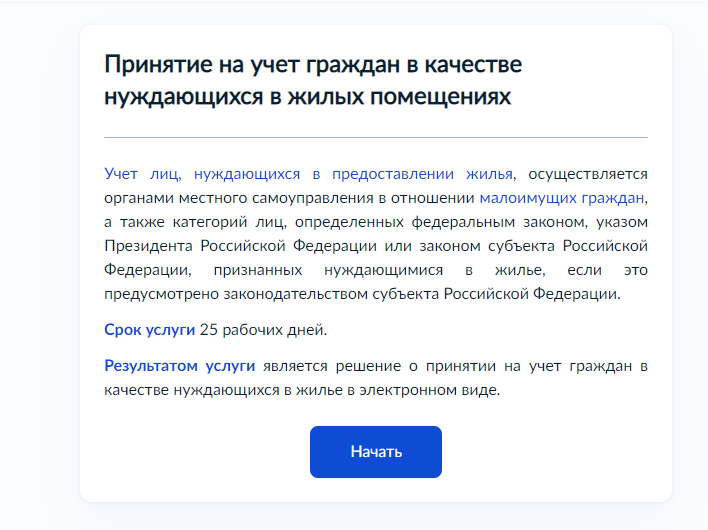 Принятие на учет граждан в качестве
нуждающихся в жилых помещениях
Учет лиц, нуждающихся в предоставлении жилья, осуществляется
органами местного самоуправления в отношении малоимущих граждан,
а также категорий лиц, определенных федеральным законом, указом
Президента Российской Федерации или законом субъекта Российской
Федерации, признанных нуждающимися в жилье, если это
предусмотрено законодательством субъекта Российской Федерации.
Срок услуги 25 рабочих дней.
Результатом услуги является решение о принятии на учет граждан в
качестве нуждающихся в жилье в электронном виде.
Начать